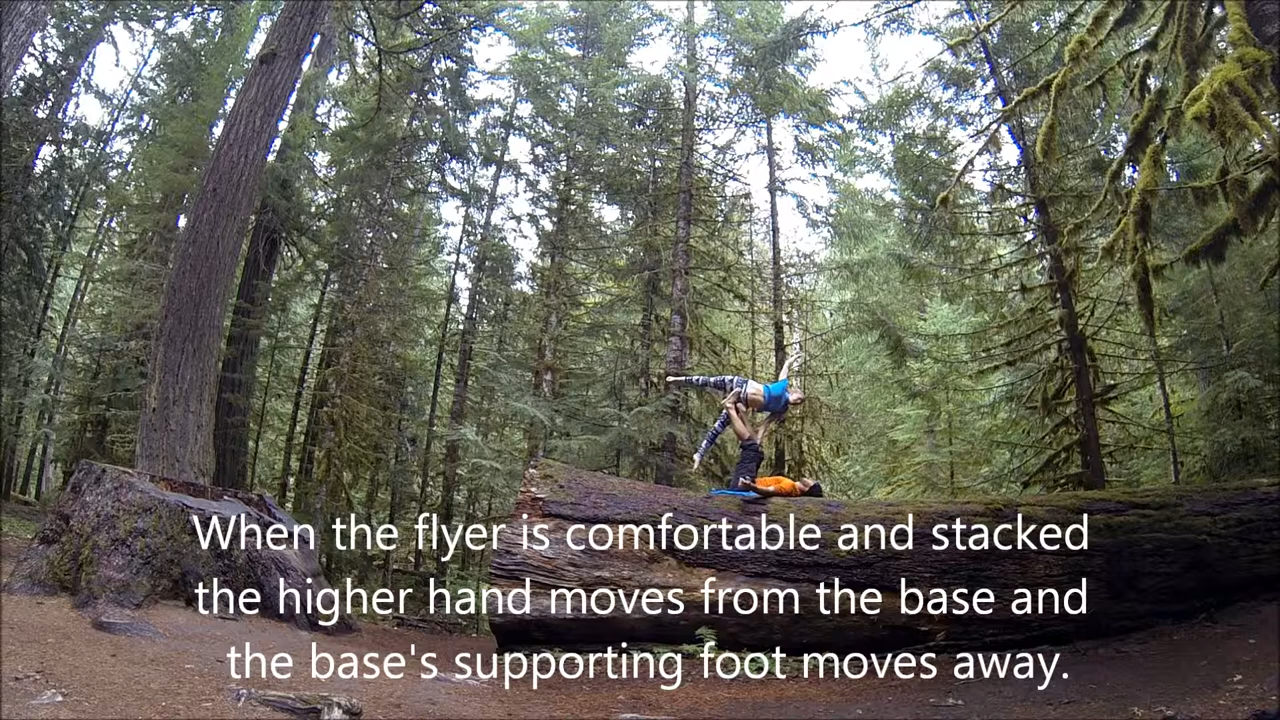 When the flyer is comfortable and stacked
the higher hand moves from the base and
the base's supporting foot moves away.